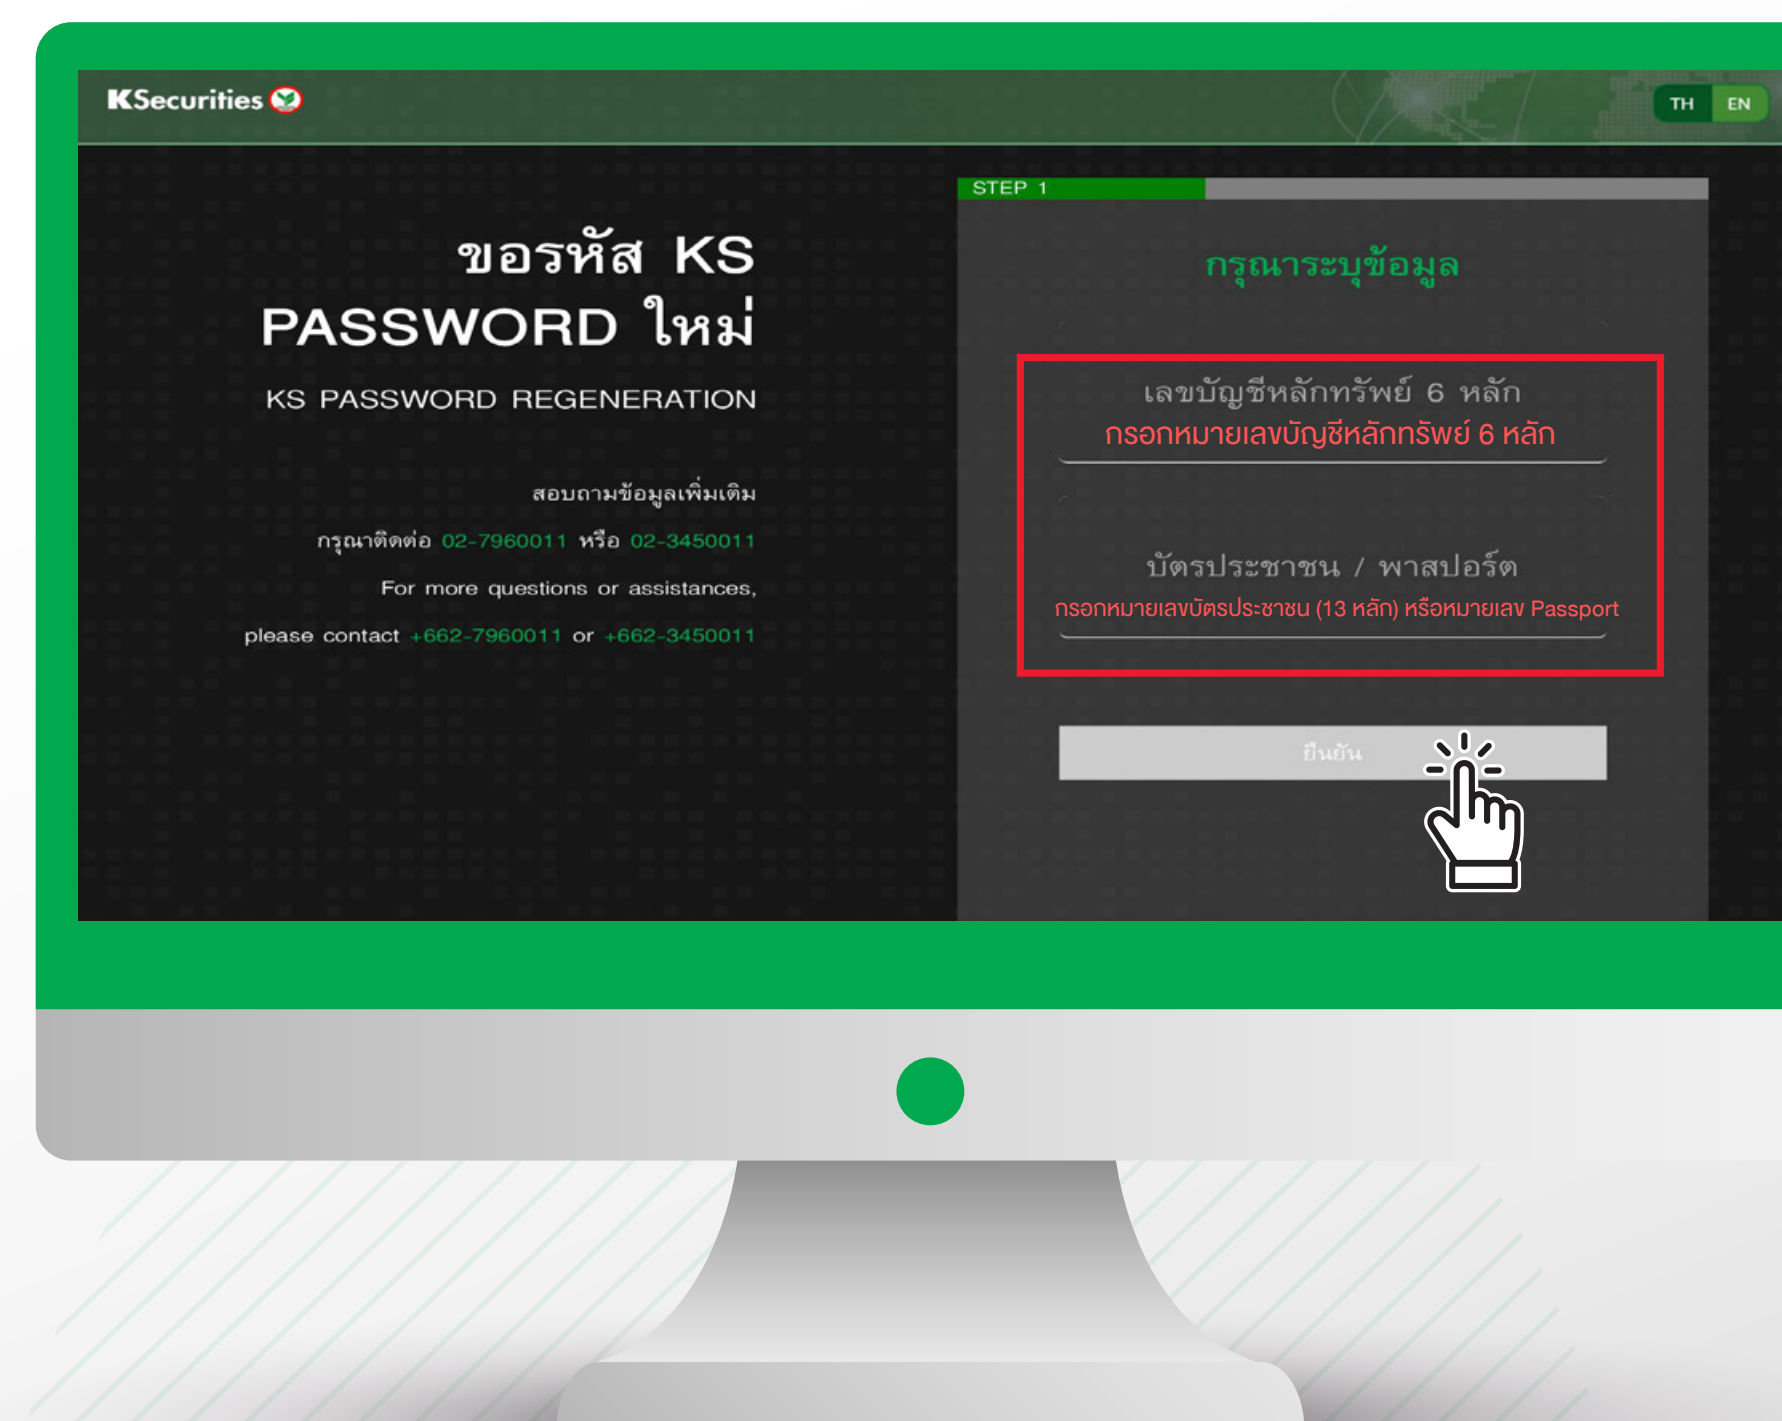 KSecurities
TH EN
ขอรหัส KS
PASSWORD ใหม่
KS PASSWORD REGENERATION
สอบถามข้อมูลเพิ่มเติม
กรุณาติดต่อ 02-7960011 หรือ 02-3450011
For more questions or assistances,
please contact +662-7960011 or +662-3450011
STEP 1
กรุณาระบุข้อมูล
เลขบัญชีหลักทรัพย์ 6 หลัก
กรอกหมายเลขบัญชีหลักทรัพย์ 6 หลัก
บัตรประชาชน / พาสปอร์ต
กรอกหมายเลขบัตรประชาชน (13 หลัก) หรือหมายเลข Passport
ยืนยัน